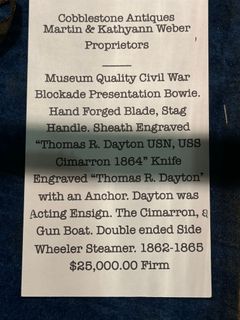 Cobblestone Antiques
Martin & Kathyann Weber
Proprietors
Museum Quality Civil War
Blockade Presentation Bowie.
Hand Forged Blade, Stag
Handle. Sheath Engraved
“Thomas R. Dayton USN, USS
Cimarron 1864” Knife
Engraved “Thomas R. Dayton’
with an Anchor. Dayton was
Acting Ensign. The Cimarron, a
Gun Boat. Double ended Side
Wheeler Steamer. 1862-1865
$25,000.00 Firm